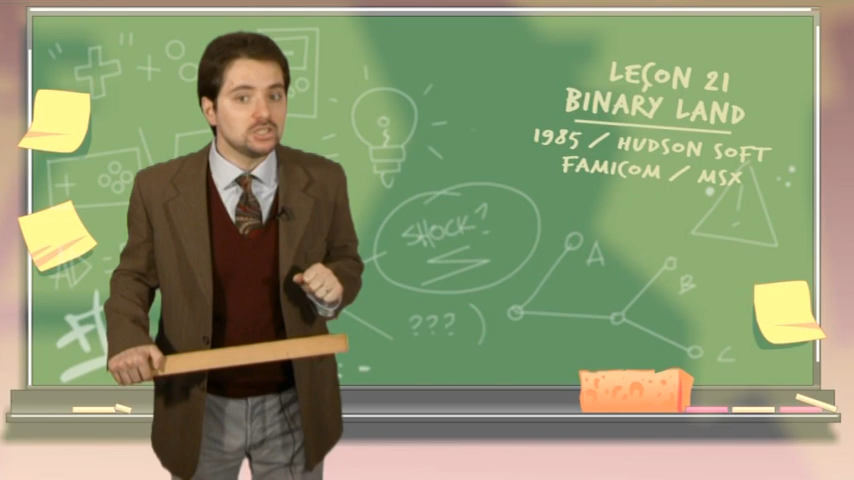 LEÇON 21
BINARY LAND
1985 / HUDSON SOFT
FAMICOM / MSX
SHOCK?
A
B
???)
C